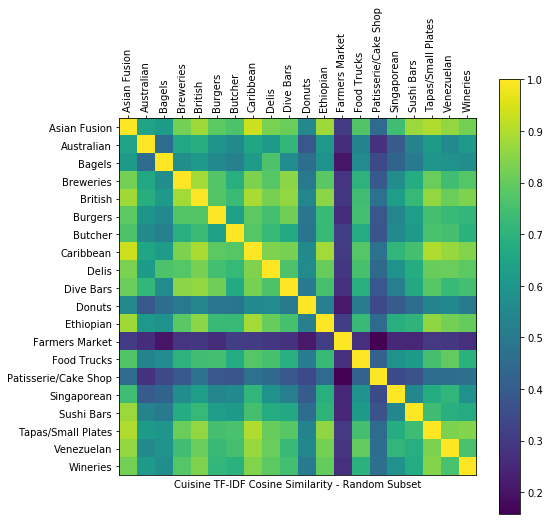 Asian Fusion
Australian
Bagels
Breweries
British
Burgers
Butcher
Caribbean
Delis
Dive Bars
Donuts
Ethiopian
Farmers Market
Food Trucks
Patisserie/Cake Shop
Singaporean
Sushi Bars
Tapas/Small Plates
Venezuelan
Wineries
Asian Fusion
Australian
Bagels
Breweries
British
Burgers
Butcher
Caribbean
Delis
Dive Bars
Donuts
Ethiopian
Farmers Market
Food Trucks
Patisserie/Cake Shop
Singaporean
Sushi Bars
Tapas/Small Plates
Venezuelan
Wineries
Cuisine TF-IDF Cosine Similarity - Random Subset
1.0
0.9
0.8
0.7
0.6
0.5
0.4
0.3
0.2